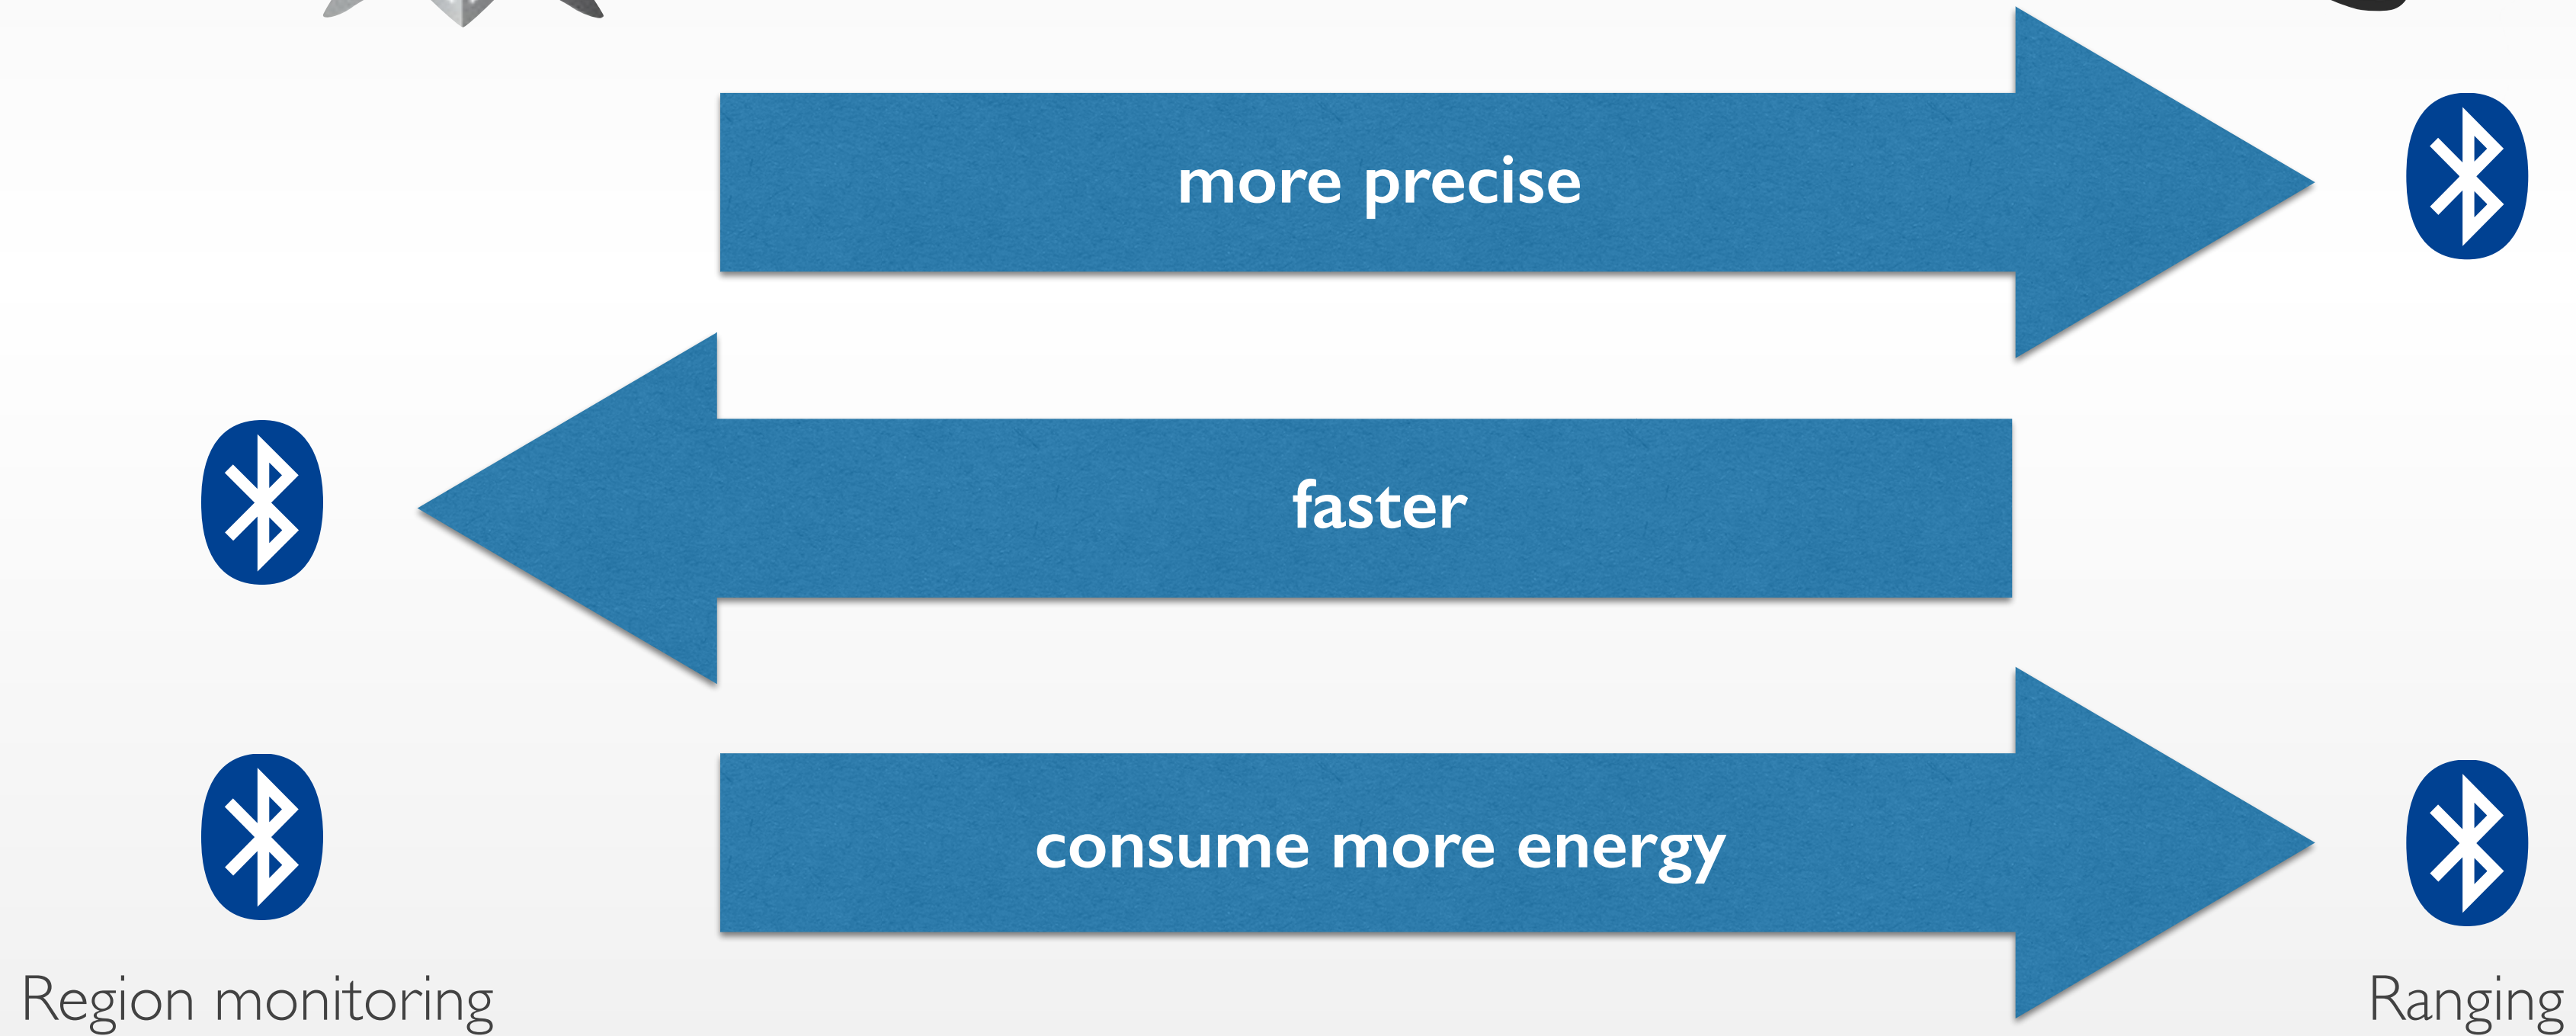 more precise
faster
consume more energy
Region monitoring
Ranging